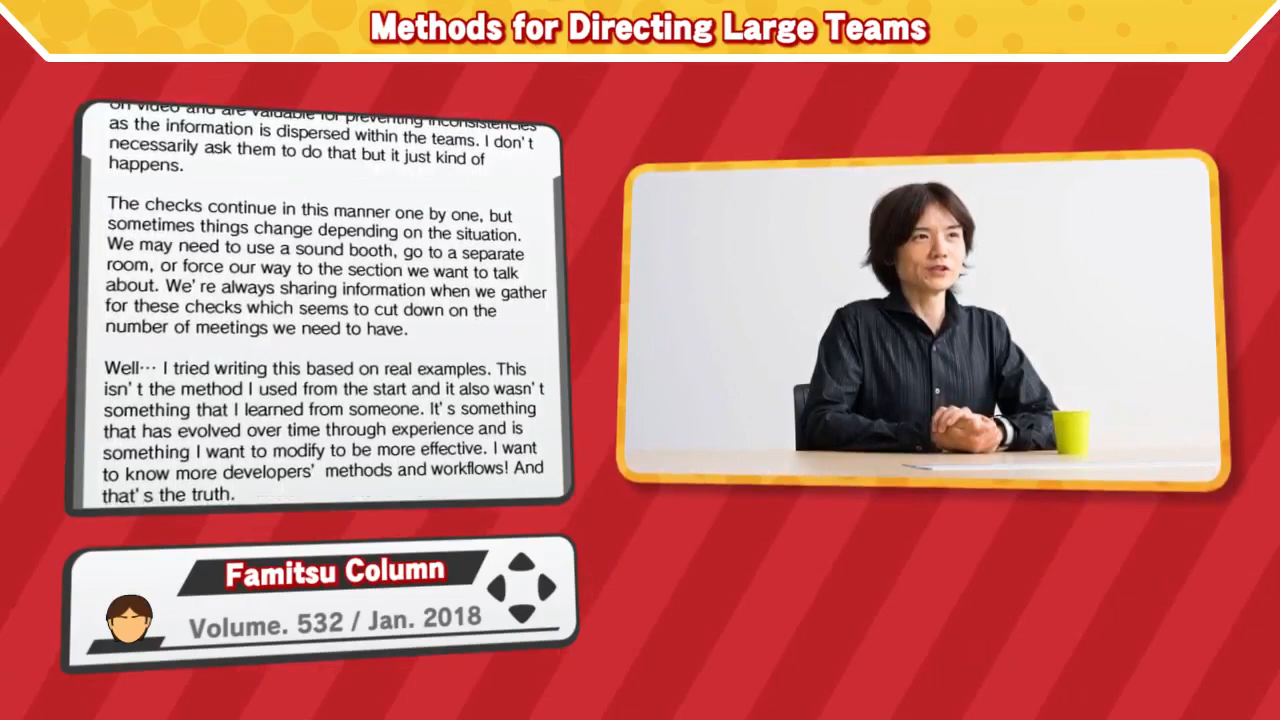 Methods for Directing Large Teams
on video and are valuable for preventing inconsistencies
as the information is dispersed within the teams. I don't
necessarily ask them to do that but it just kind of
happens.
The checks continue in this manner one by one, but
sometimes things change depending on the situation.
We may need to use a sound booth, go to a separate
room, or force our way to the section we want to talk
about. We're always sharing information when we gather
for these checks which seems to cut down on the
number of meetings we need to have.
Well… I tried writing this based on real examples. This
isn't the method I used from the start and it also wasn't
something that I learned from someone. It's something
that has evolved over time through experience and is
something I want to modify to be more effective. I want
to know more developers' methods and workflows! And
that's the truth.
Famitsu Column
Volume. 532 / Jan. 2018